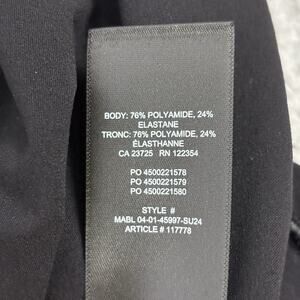 BODY: 76% POLYAMIDE, 24%
ELASTANE
TRONC: 76% POLYAMIDE, 24%
ÉLASTHANNE
CA 23725 RN 122354
PO 4500221578
PO 4500221579
PO 4500221580
STYLE #
MABL 04-01-45997-SU24
ARTICLE # 117778